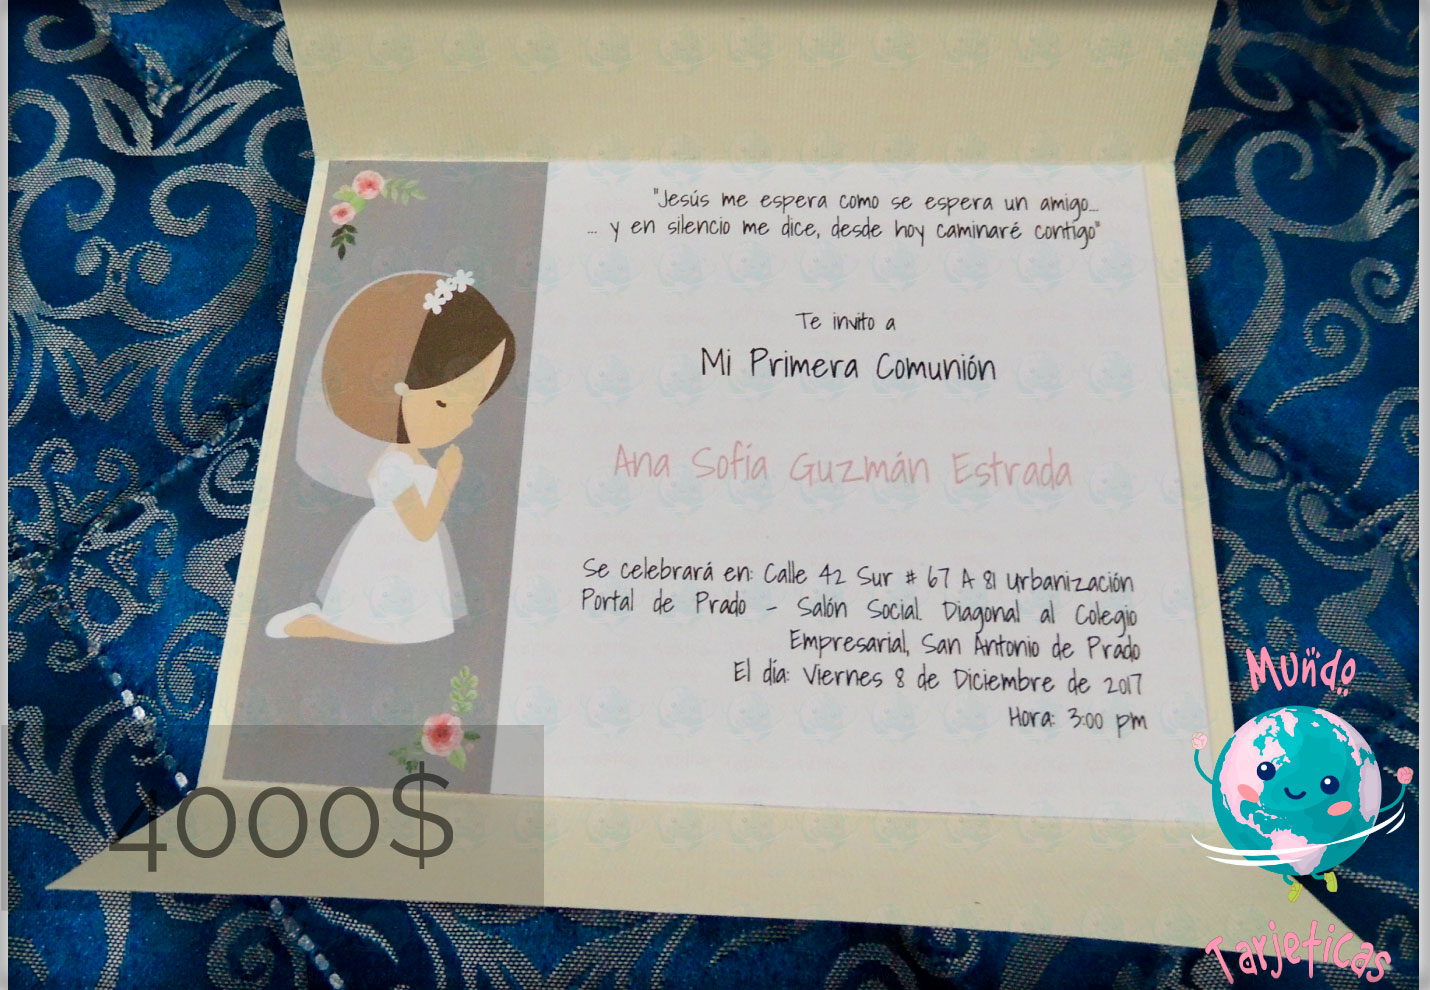 "Jesús me espera como se espera un amigo...
... y en silencio me dice, desde hoy caminaré contigo"
Te invito a
Mi Primera Comunión
Ana Sofía Guzmán Estrada
Se celebrará en: Calle 42 Sur # 67 A 81 Urbanización
Portal de Prado - Salón Social. Diagonal al Colegio
Empresarial, San Antonio de Prado
El día: Viernes 8 de Diciembre de 2017
Hora: 3:00 pm
4000$
Mundo
Tarjeticas